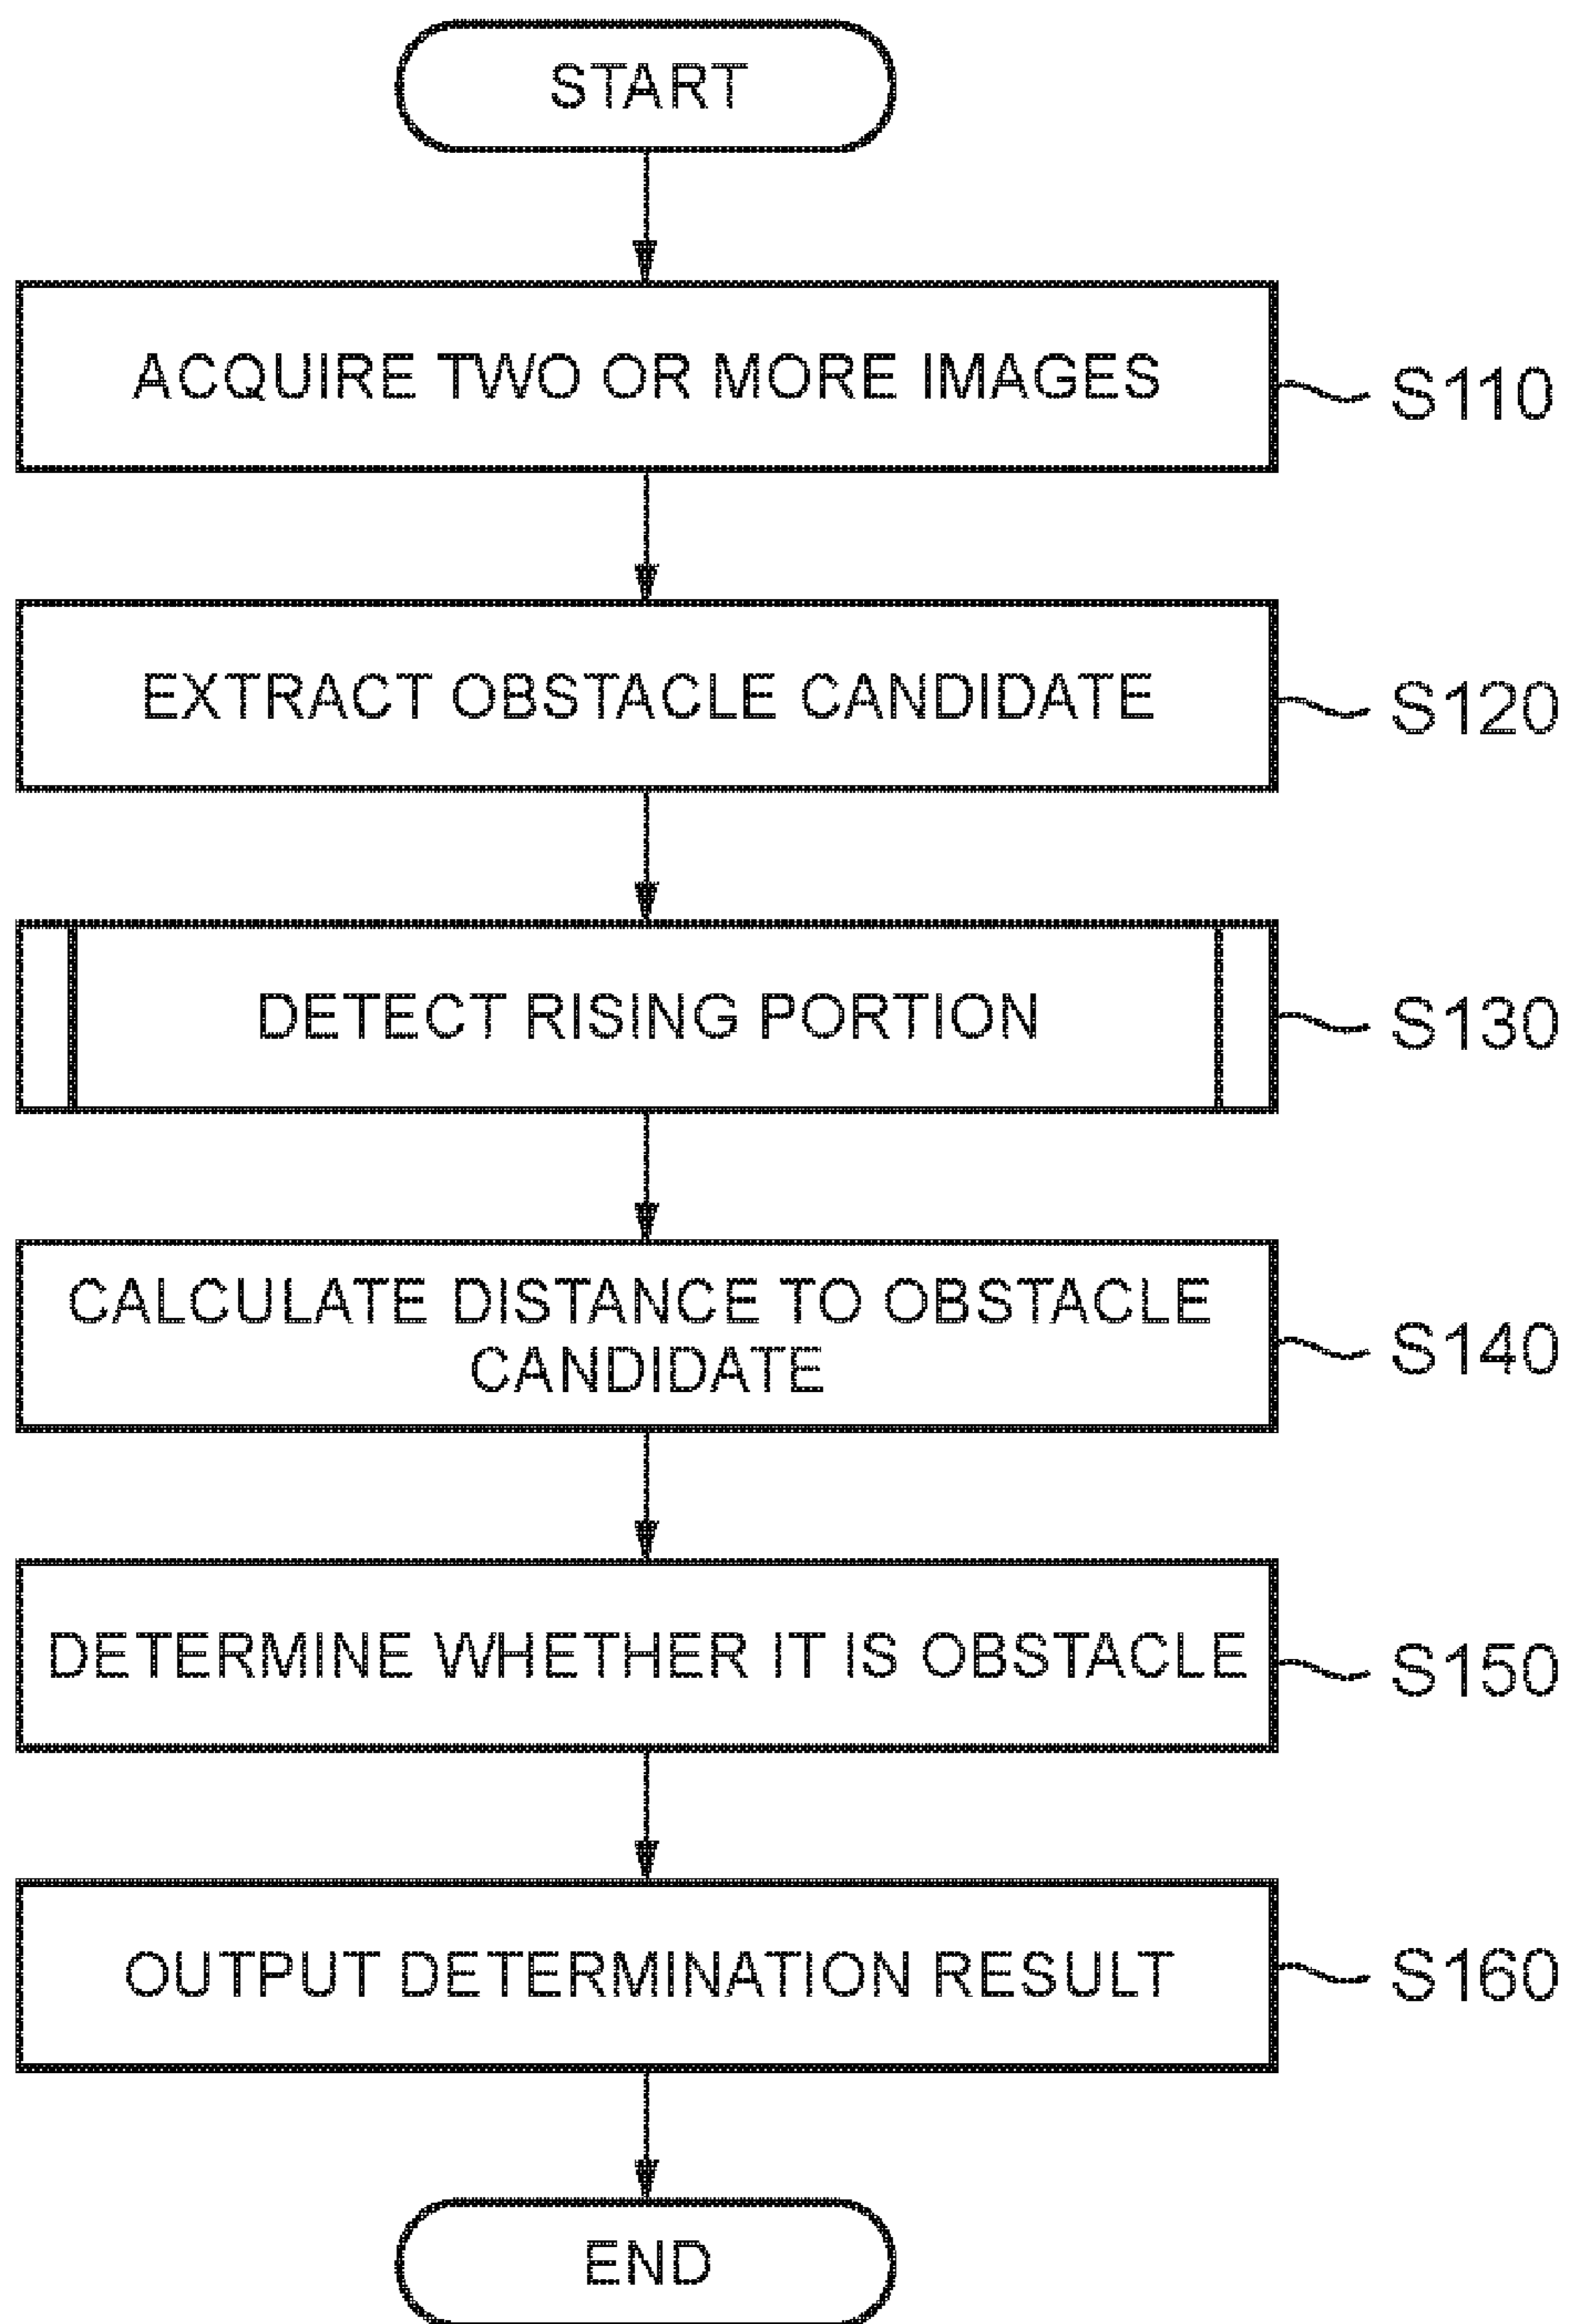 START
ACQUIRE TWO OR MORE IMAGES
S110
EXTRACT OBSTACLE CANDIDATE
S120
DETECT RISING PORTION
S130
CALCULATE DISTANCE TO OBSTACLE
CANDIDATE
S140
DETERMINE WHETHER IT IS OBSTACLE
S150
OUTPUT DETERMINATION RESULT
S160
END